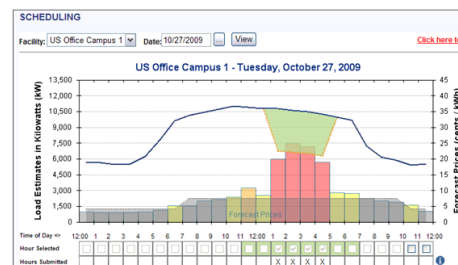 SCHEDULING
Facility: US Office Campus 1 Date: 10/27/2009 ... View Click here to
US Office Campus 1 - Tuesday, October 27, 2009
Load Estimates in Kilowatts (kW)
13,500
12,000
10,500
9,000
7,500
6,000
4,500
3,000
1,500
0
45
40
35
30
25
20
15
10
5
0
Forecast Prices (cents / kWh)
Forecast Prices
Time of Day => 12:00 1 2 3 4 5 6 7 8 9 10 11 12:00 1 2 3 4 5 6 7 8 9 10 11 12:00
Hour Selected
Hours Submitted X X X X